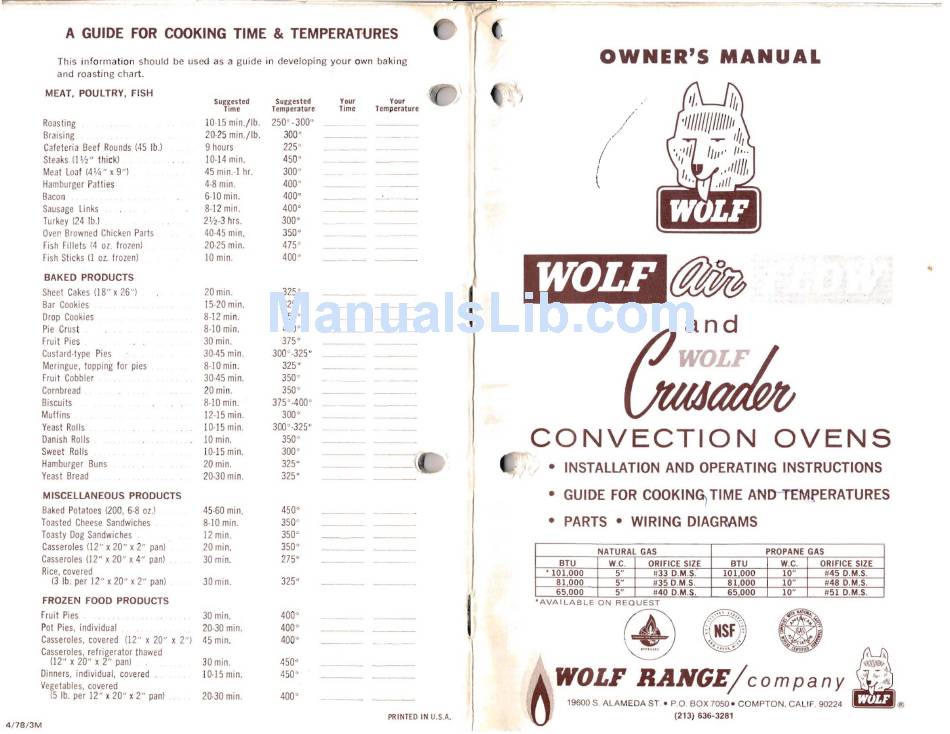 A GUIDE FOR COOKING TIME & TEMPERATURES
This information should be used as a guide in developing your own baking
and roasting chart.
MEAT, POULTRY, FISH
Suggested Time Suggested Temperature Your Time Your Temperature
Roasting 10-15 min./lb. 250°-300°
Braising 20-25 min./lb. 300°
Cafeteria Beef Rounds (45 lb.) 9 hours 225°
Steaks (1½" thick) 10-14 min. 450°
Meat Loaf (4¼" x 9") 45 min.-1 hr. 300°
Hamburger Patties 4-8 min. 400°
Bacon 6-10 min. 400°
Sausage Links 8-12 min. 400°
Turkey (24 lb.) 2½-3 hrs. 300°
Oven Browned Chicken Parts 40-45 min. 350°
Fish Fillets (4 oz. frozen) 20-25 min. 475°
Fish Sticks (1 oz. frozen) 10 min. 400°
BAKED PRODUCTS
Sheet Cakes (18" x 26") 20 min. 325°
Bar Cookies 15-20 min.
Drop Cookies 8-12 min.
Pie Crust 8-10 min.
Fruit Pies 30 min. 375°
Custard-type Pies 30-45 min. 300°-325°
Meringue, topping for pies 8-10 min. 325°
Fruit Cobbler 30-45 min. 350°
Cornbread 20 min. 350°
Biscuits 8-10 min. 375°-400°
Muffins 12-15 min. 300°
Yeast Rolls 10-15 min. 300°-325°
Danish Rolls 10 min. 350°
Sweet Rolls 10-15 min. 300°
Hamburger Buns 20 min. 325°
Yeast Bread 20-30 min. 325°
MISCELLANEOUS PRODUCTS
Baked Potatoes (200, 6-8 oz.) 45-60 min. 450°
Toasted Cheese Sandwiches 8-10 min. 350°
Toasty Dog Sandwiches 12 min. 350°
Casseroles (12" x 20" x 2" pan) 20 min. 350°
Casseroles (12" x 20" x 4" pan) 30 min. 275°
Rice, covered
(3 lb. per 12" x 20" x 2" pan) 30 min. 325°
FROZEN FOOD PRODUCTS
Fruit Pies 30 min. 400°
Pot Pies, individual 20-30 min. 400°
Casseroles, covered (12" x 20" x 2") 45 min. 400°
Casseroles, refrigerator thawed
(12" x 20" x 2" pan) 30 min. 450°
Dinners, individual, covered 10-15 min. 450°
Vegetables, covered
(5 lb. per 12" x 20" x 2" pan) 20-30 min. 400°
4/78/3M
PRINTED IN U.S.A.
ManualsLib.com
OWNER'S MANUAL
WOLF
WOLF Air FLOW
and
WOLF
Crusader
CONVECTION OVENS
• INSTALLATION AND OPERATING INSTRUCTIONS
• GUIDE FOR COOKING TIME AND TEMPERATURES
• PARTS • WIRING DIAGRAMS
NATURAL GAS PROPANE GAS
BTU W.C. ORIFICE SIZE BTU W.C. ORIFICE SIZE
*101,000 5" #33 D.M.S. 101,000 10" #45 D.M.S.
81,000 5" #35 D.M.S. 81,000 10" #48 D.M.S.
65,000 5" #40 D.M.S. 65,000 10" #51 D.M.S.
*AVAILABLE ON REQUEST
NSF
WOLF RANGE/company
WOLF ®
19600 S. ALAMEDA ST. • P.O. BOX 7050 • COMPTON, CALIF. 90224
(213) 636-3281